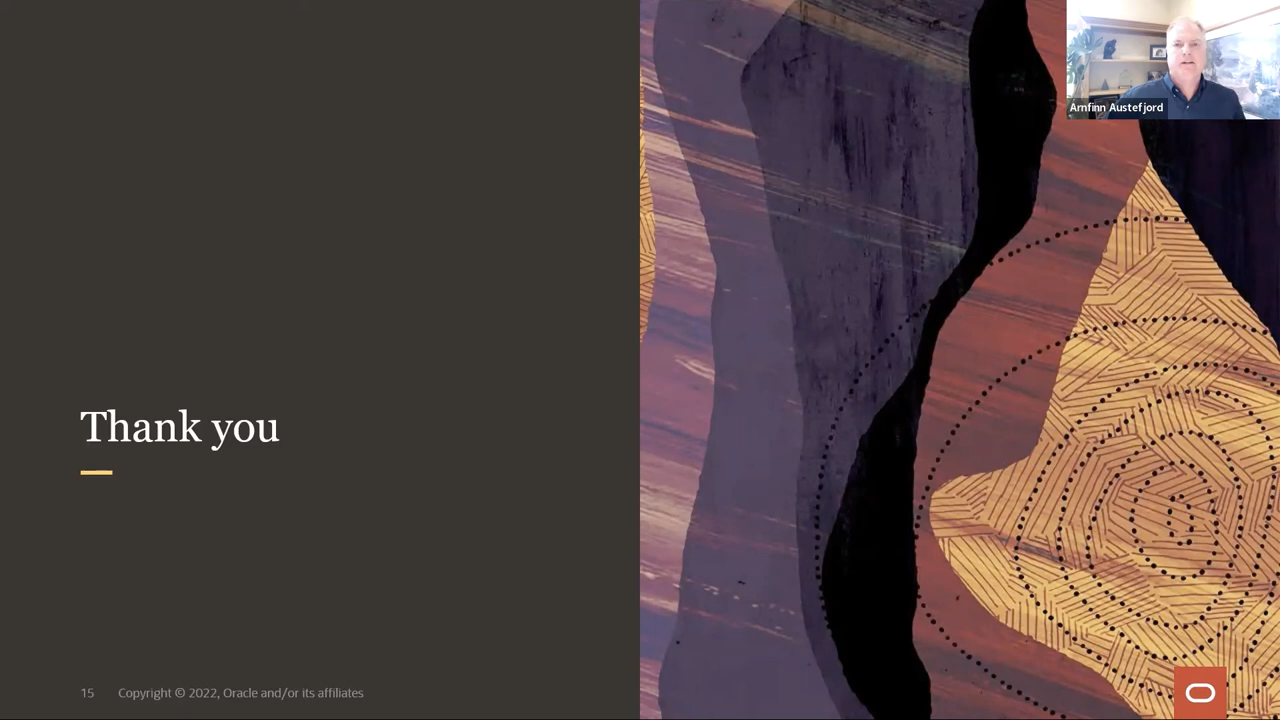 Arnfinn Austefjord
Thank you
15 Copyright © 2022, Oracle and/or its affiliates